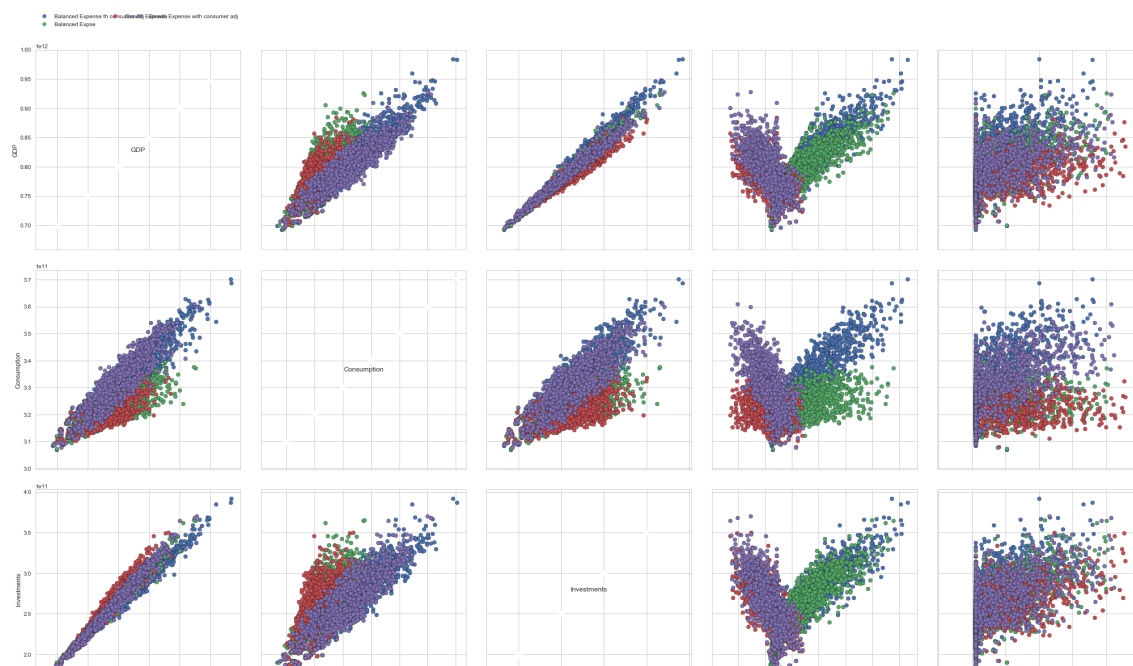 Balanced Expense
Growth Expense with consumer adj
Balanced Expse
1e12
1.00
0.95
0.90
0.85
0.80
0.75
0.70
GDP
GDP
1e11
3.7
3.6
3.5
3.4
3.3
3.2
3.1
3.0
Consumption
Consumption
1e11
4.0
3.5
3.0
2.5
2.0
Investments
Investments